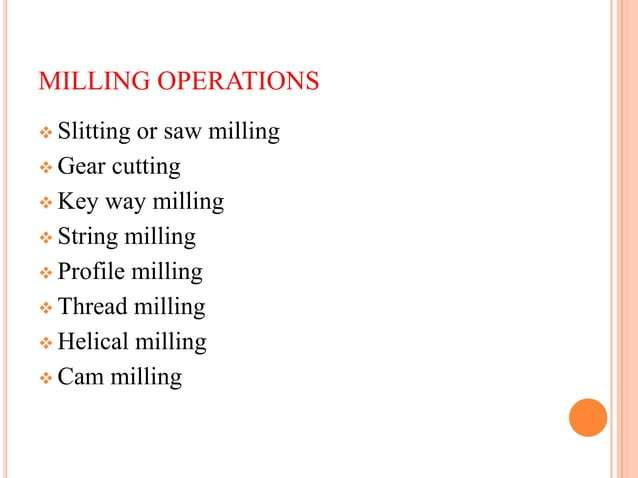 MILLING OPERATIONS
Slitting or saw milling
Gear cutting
Key way milling
String milling
Profile milling
Thread milling
Helical milling
Cam milling